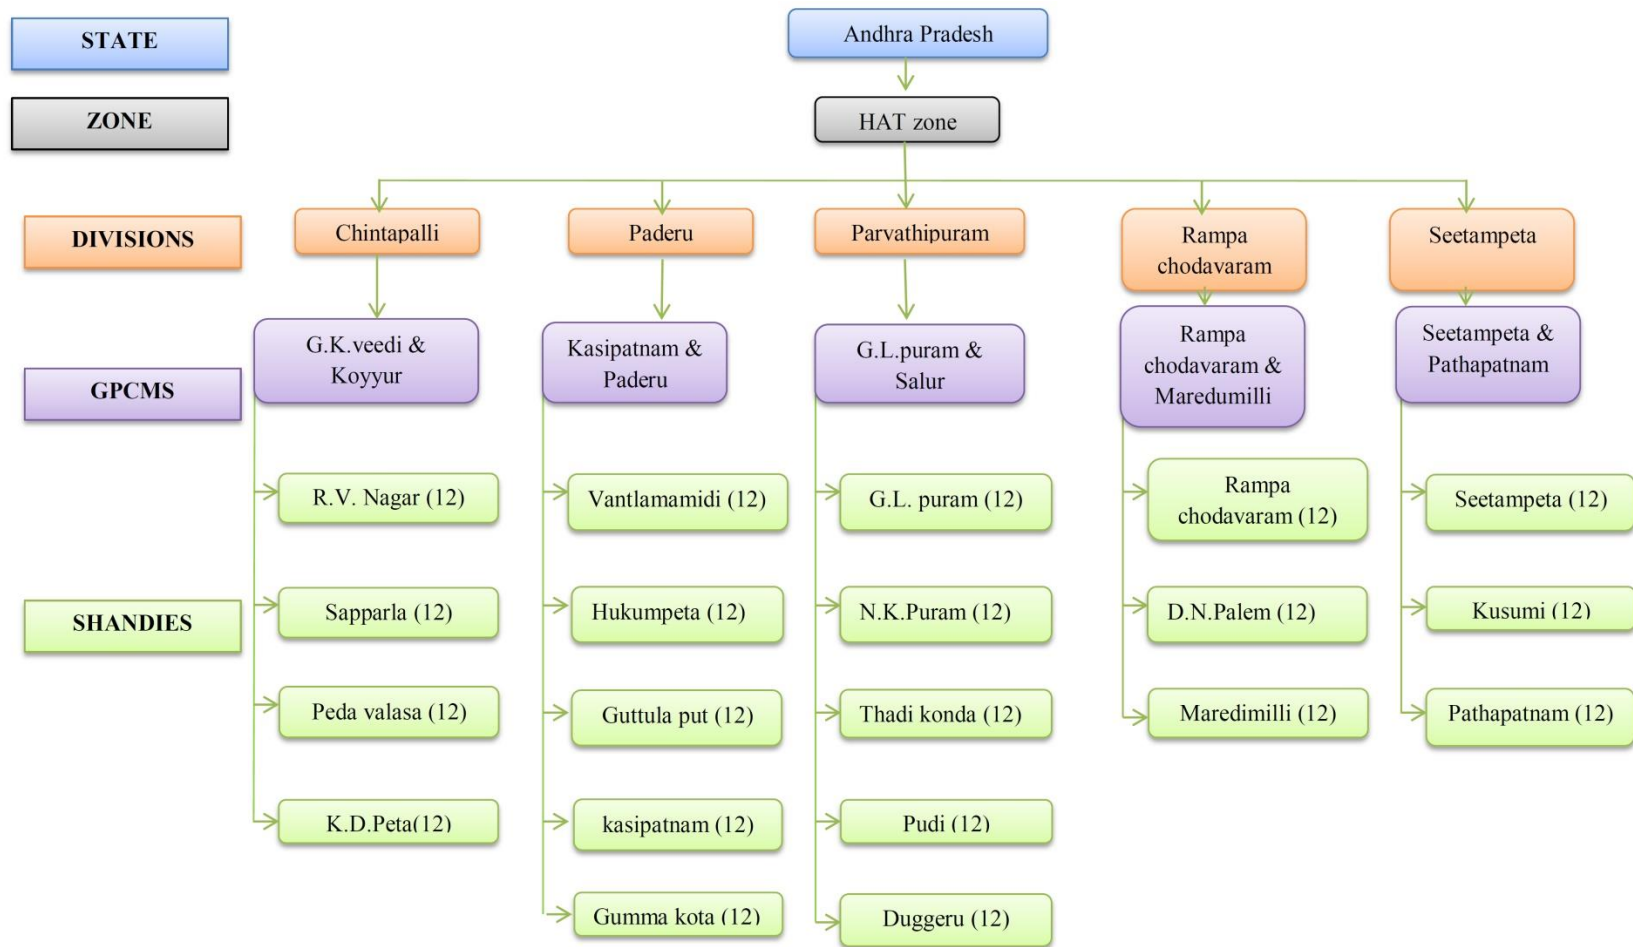 STATE
Andhra Pradesh
ZONE
HAT zone
DIVISIONS
Chintapalli
Paderu
Parvathipuram
Rampa
chodavaram
Seetampeta
GPCMS
G.K.veedi &
Koyyur
Kasipatnam &
Paderu
G.L.puram &
Salur
Rampa
chodavaram &
Maredumilli
Seetampeta &
Pathapatnam
SHANDIES
R.V. Nagar (12)
Vantlamamidi (12)
G.L. puram (12)
Rampa
chodavaram (12)
Seetampeta (12)
Sapparla (12)
Hukumpeta (12)
N.K.Puram (12)
D.N.Palem (12)
Kusumi (12)
Peda valasa (12)
Guttula put (12)
Thadi konda (12)
Maredimilli (12)
Pathapatnam (12)
K.D.Peta(12)
kasipatnam (12)
Pudi (12)
Gumma kota (12)
Duggeru (12)